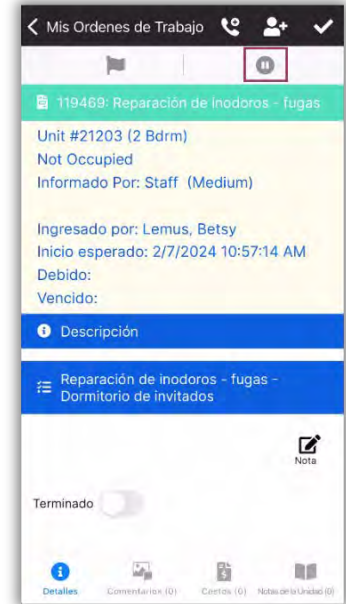 Mis Ordenes de Trabajo
119469: Reparación de inodoros - fugas
Unit #21203 (2 Bdrm)
Not Occupied
Informado Por: Staff (Medium)
Ingresado por: Lemus, Betsy
Inicio esperado: 2/7/2024 10:57:14 AM
Debido:
Vencido:
Descripción
Reparación de inodoros - fugas -
Dormitorio de invitados
Nota
Terminado
Detalles Comentarios (0) Costos (0) Notas de la Unidad (0)